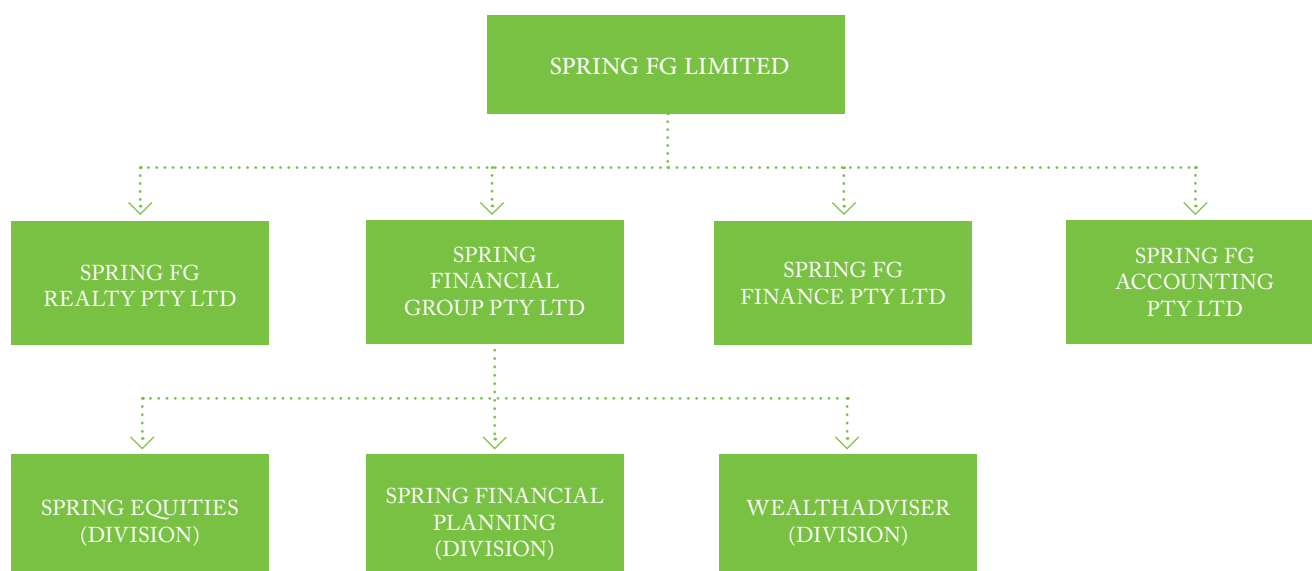 SPRING FG LIMITED
SPRING FG
REALTY PTY LTD
SPRING
FINANCIAL
GROUP PTY LTD
SPRING FG
FINANCE PTY LTD
SPRING FG
ACCOUNTING
PTY LTD
SPRING EQUITIES
(DIVISION)
SPRING FINANCIAL
PLANNING
(DIVISION)
WEALTHADVISER
(DIVISION)